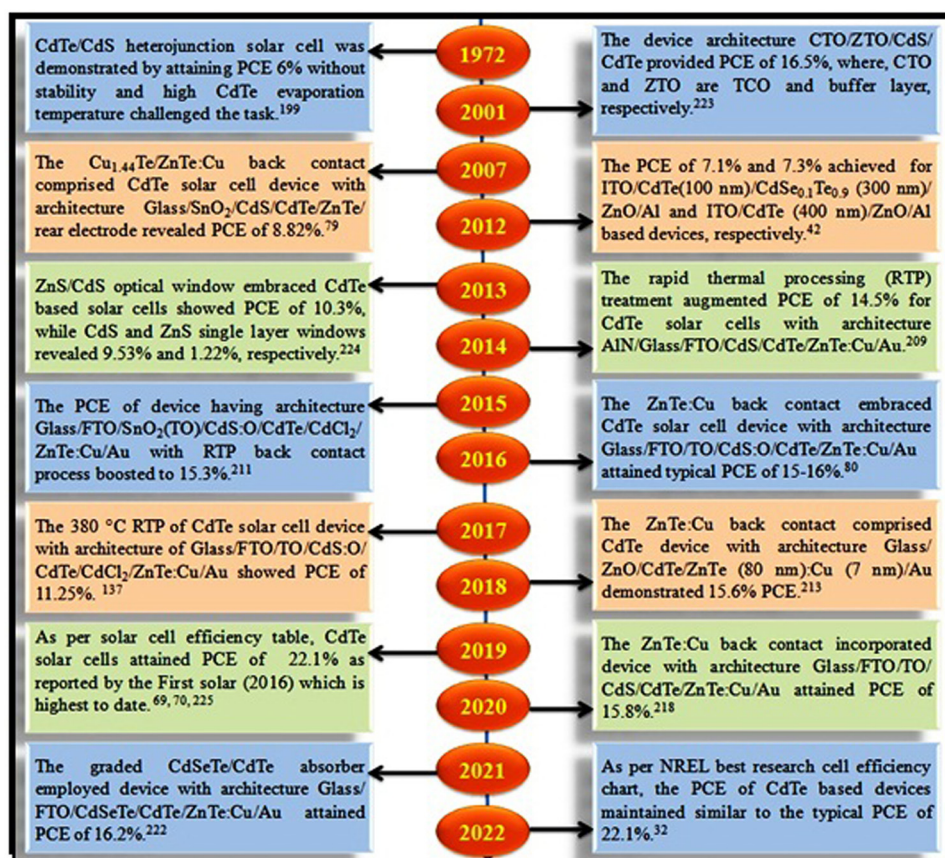 1972
CdTe/CdS heterojunction solar cell was
demonstrated by attaining PCE 6% without
stability and high CdTe evaporation
temperature challenged the task.199
2001
The device architecture CTO/ZTO/CdS/
CdTe provided PCE of 16.5%, where, CTO
and ZTO are TCO and buffer layer,
respectively.223
2007
The Cu1.44Te/ZnTe:Cu back contact
comprised CdTe solar cell device with
architecture Glass/SnO2/CdS/CdTe/ZnTe/
rear electrode revealed PCE of 8.82%.79
2012
The PCE of 7.1% and 7.3% achieved for
ITO/CdTe(100 nm)/CdSe0.1Te0.9 (300 nm)/
ZnO/Al and ITO/CdTe (400 nm)/ZnO/Al
based devices, respectively.42
2013
ZnS/CdS optical window embraced CdTe
based solar cells showed PCE of 10.3%,
while CdS and ZnS single layer windows
revealed 9.53% and 1.22%, respectively.224
2014
The rapid thermal processing (RTP)
treatment augmented PCE of 14.5% for
CdTe solar cells with architecture
AlN/Glass/FTO/CdS/CdTe/ZnTe:Cu/Au.209
2015
The PCE of device having architecture
Glass/FTO/SnO2(TO)/CdS:O/CdTe/CdCl2/
ZnTe:Cu/Au with RTP back contact
process boosted to 15.3%.211
2016
The ZnTe:Cu back contact embraced
CdTe solar cell device with architecture
Glass/FTO/TO/CdS:O/CdTe/ZnTe:Cu/Au
attained typical PCE of 15-16%.80
2017
The 380 °C RTP of CdTe solar cell device
with architecture of Glass/FTO/TO/CdS:O/
CdTe/CdCl2/ZnTe:Cu/Au showed PCE of
11.25%. 137
2018
The ZnTe:Cu back contact comprised
CdTe device with architecture Glass/
ZnO/CdTe/ZnTe (80 nm):Cu (7 nm)/Au
demonstrated 15.6% PCE.213
2019
As per solar cell efficiency table, CdTe
solar cells attained PCE of 22.1% as
reported by the First solar (2016) which is
highest to date. 69, 70, 225
2020
The ZnTe:Cu back contact incorporated
device with architecture Glass/FTO/TO/
CdS/CdTe/ZnTe:Cu/Au attained PCE of
15.8%.218
2021
The graded CdSeTe/CdTe absorber
employed device with architecture Glass/
FTO/CdSeTe/CdTe/ZnTe:Cu/Au attained
PCE of 16.2%.222
2022
As per NREL best research cell efficiency
chart, the PCE of CdTe based devices
maintained similar to the typical PCE of
22.1%.32